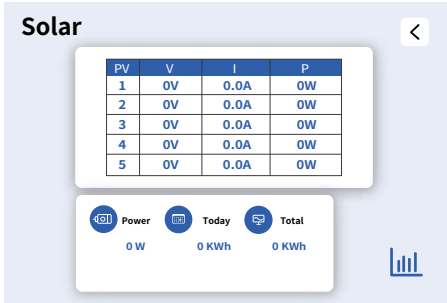 Solar
PV V I P
1 0V 0.0A 0W
2 0V 0.0A 0W
3 0V 0.0A 0W
4 0V 0.0A 0W
5 0V 0.0A 0W
Power Today Total
0 W 0 KWh 0 KWh